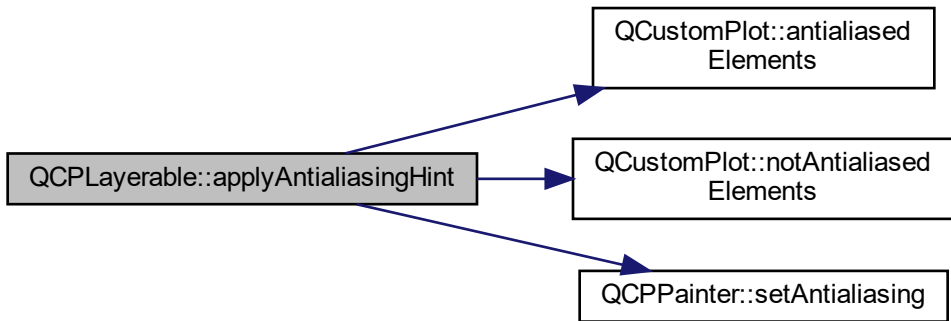 QCustomPlot::antialiased
Elements
QCPLayerable::applyAntialiasingHint
QCustomPlot::notAntialiased
Elements
QCPPainter::setAntialiasing